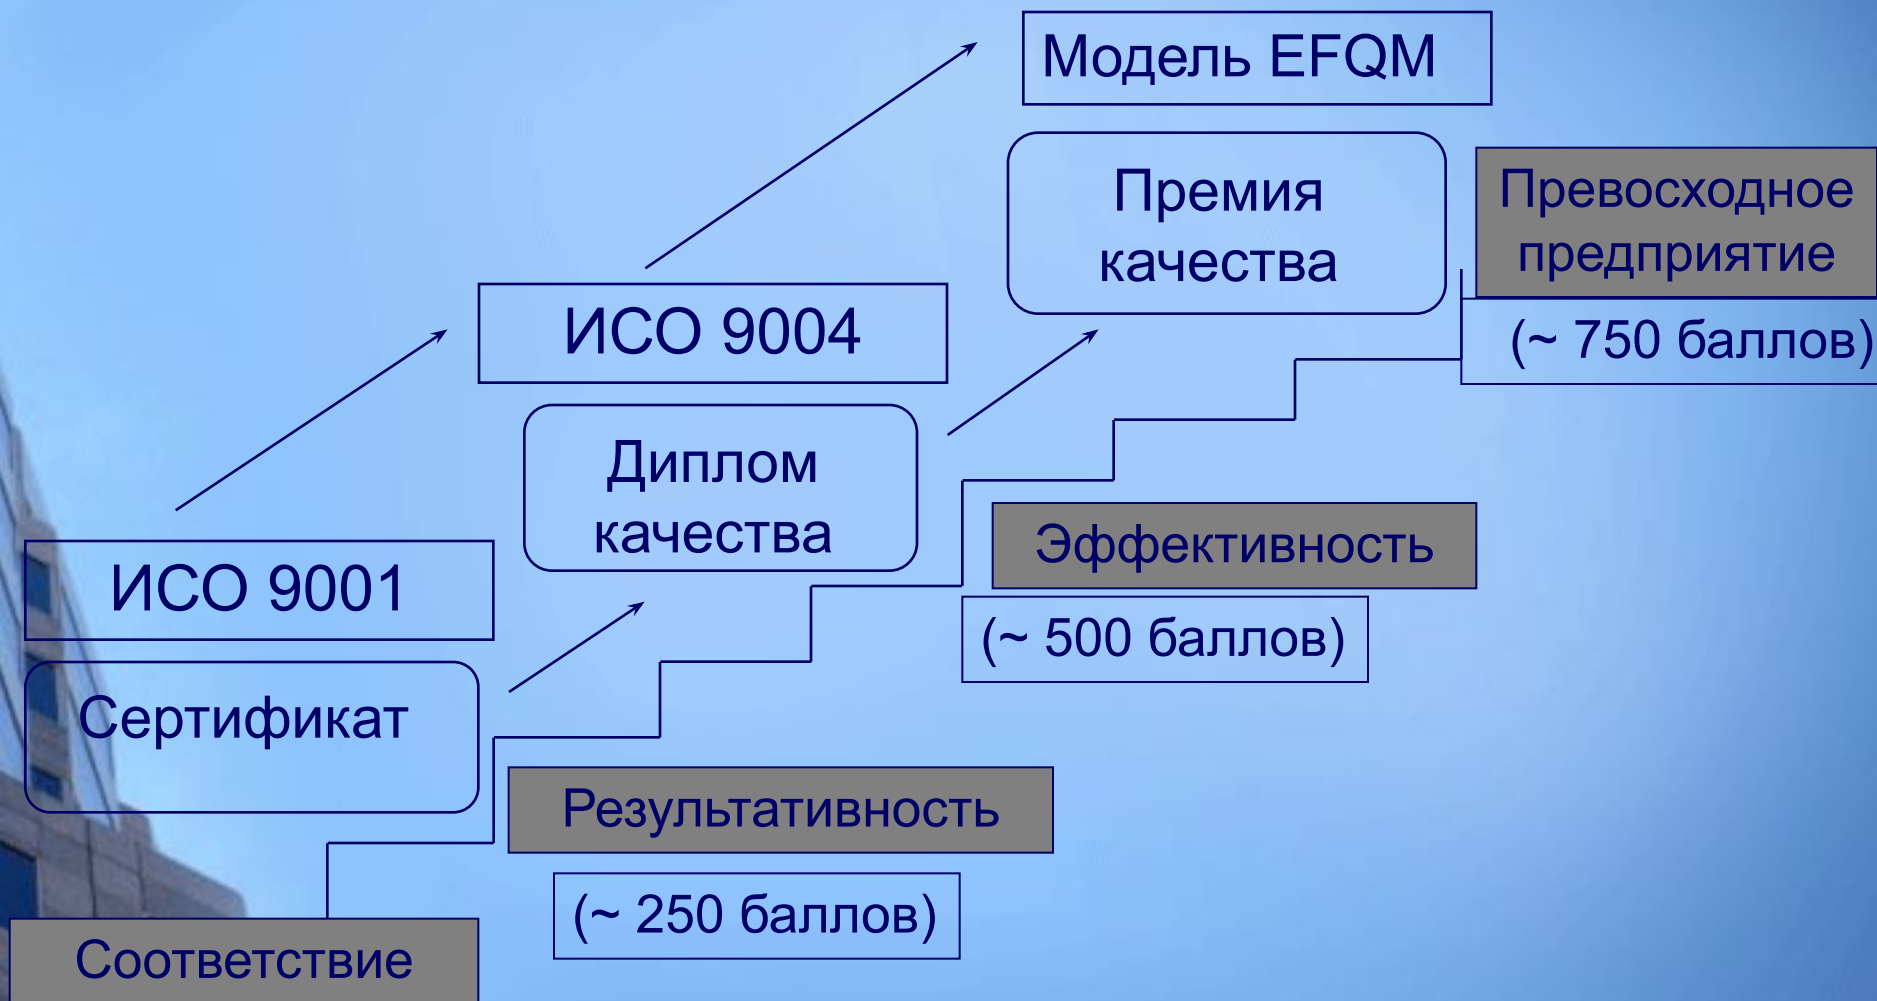 Модель EFQM
Премия
качества
Превосходное
предприятие
(~ 750 баллов)
ИСО 9004
Диплом
качества
Эффективность
(~ 500 баллов)
ИСО 9001
Сертификат
Результативность
(~ 250 баллов)
Соответствие